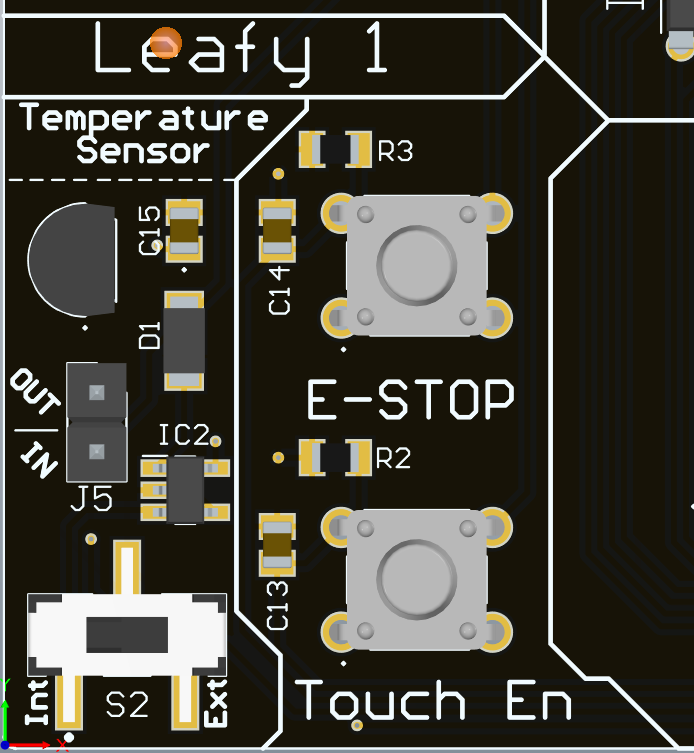 Leafy 1
Temperature
Sensor
R3
C15
C14
D1
OUT
IN
E-STOP
IC2
R2
J5
C13
Int
S2
Ext
Touch En
Y
X